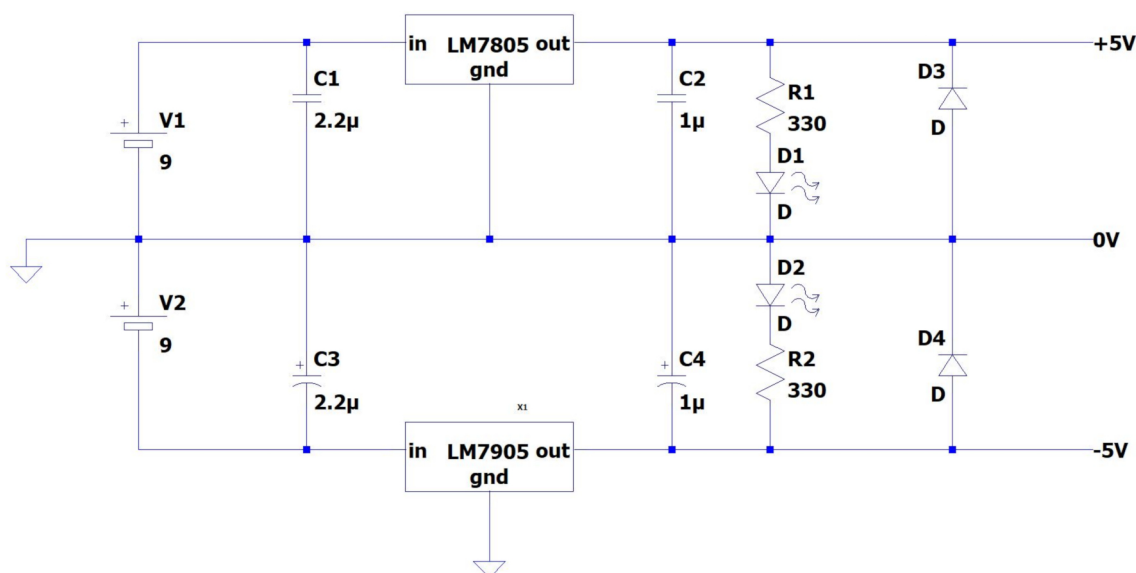 in LM7805 out
gnd
+5V
C1
2.2µ
C2
1µ
R1
330
D3
D
V1
+
9
D1
D
0V
V2
+
9
D2
D
C3
+
2.2µ
C4
+
1µ
R2
330
D4
D
X1
in LM7905 out
gnd
-5V